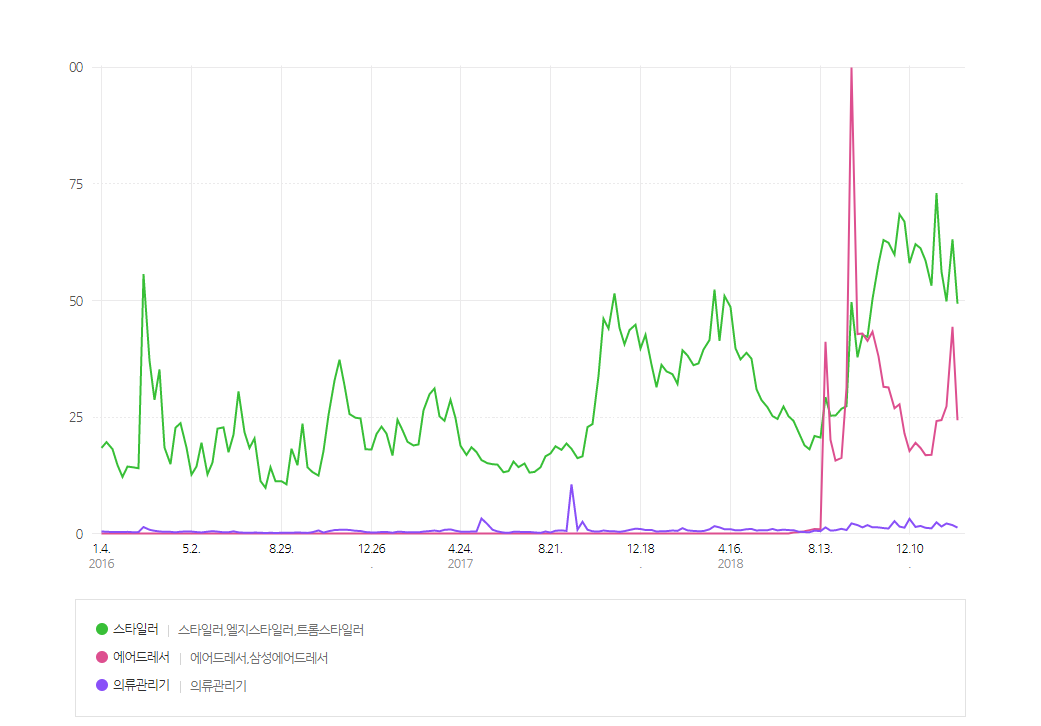 00
75
50
25
0
1.4. 5.2. 8.29. 12.26 4.24. 8.21. 12.18 4.16. 8.13. 12.10
2016 . 2017 . 2018 .
스타일러 | 스타일러,엘지스타일러,트롬스타일러
에어드레서 | 에어드레서,삼성에어드레서
의류관리기 | 의류관리기